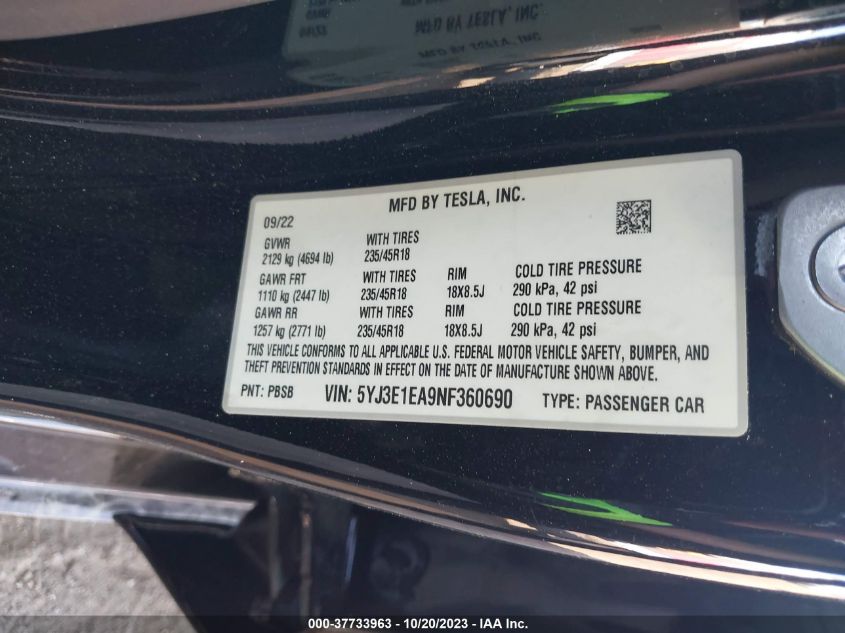 MFD BY TESLA, INC.
09/22
GVWR WITH TIRES
2129 kg (4694 lb) 235/45R18
GAWR FRT WITH TIRES RIM COLD TIRE PRESSURE
1110 kg (2447 lb) 235/45R18 18X8.5J 290 kPa, 42 psi
GAWR RR WITH TIRES RIM COLD TIRE PRESSURE
1257 kg (2771 lb) 235/45R18 18X8.5J 290 kPa, 42 psi
THIS VEHICLE CONFORMS TO ALL APPLICABLE U.S. FEDERAL MOTOR VEHICLE SAFETY, BUMPER, AND
THEFT PREVENTION STANDARDS IN EFFECT ON THE DATE OF MANUFACTURE SHOWN ABOVE.
PNT: PBSB VIN: 5YJ3E1EA9NF360690 TYPE: PASSENGER CAR
000-37733963 - 10/20/2023 - IAA Inc.